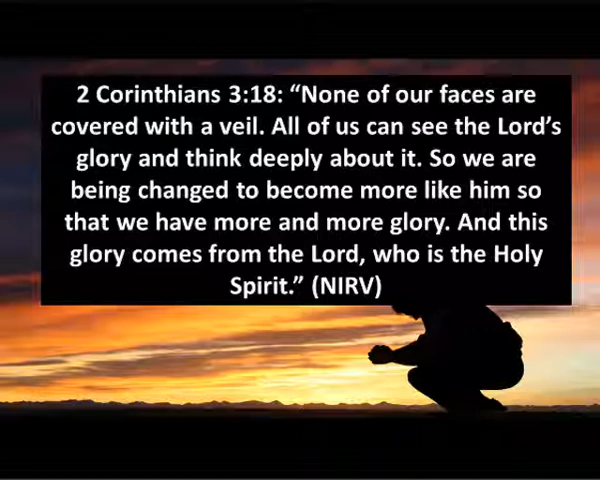 2 Corinthians 3:18: “None of our faces are
covered with a veil. All of us can see the Lord’s
glory and think deeply about it. So we are
being changed to become more like him so
that we have more and more glory. And this
glory comes from the Lord, who is the Holy
Spirit.” (NIRV)